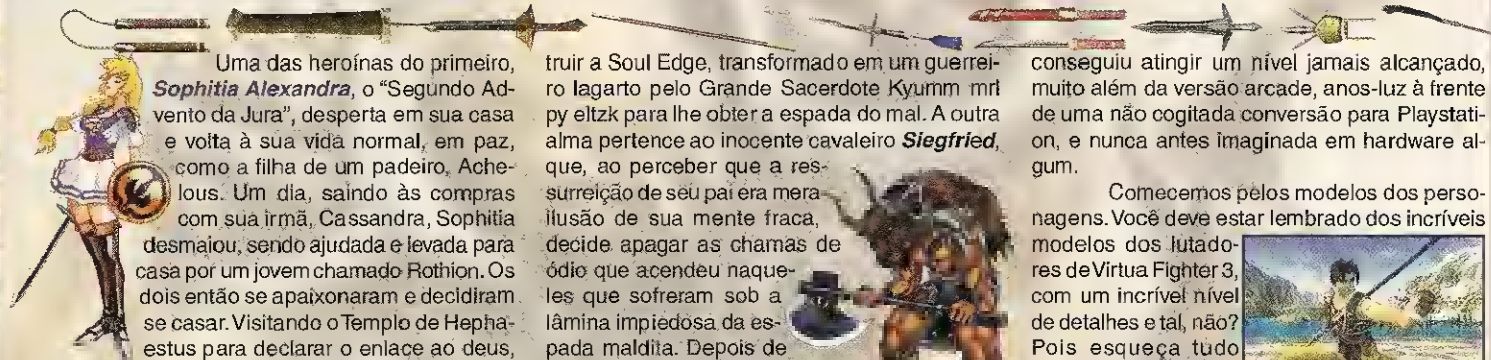 Uma das heroínas do primeiro,
Sophitia Alexandra, o "Segundo Ad-
vento da Jura", desperta em sua casa
e volta à sua vida normal, em paz,
como a filha de um padeiro, Ache-
lous. Um dia, saindo às compras
com sua irmã, Cassandra, Sophitia
desmaiou, sendo ajudada e levada para
casa por um jovem chamado Rothion. Os
dois então se apaixonaram e decidiram
se casar. Visitando o Templo de Hepha-
estus para declarar o enlace ao deus,
truir a Soul Edge, transformado em um guerrei-
ro lagarto pelo Grande Sacerdote Kyumm mrl
py eltzk para lhe obter a espada do mal. A outra
alma pertence ao inocente cavaleiro Siegfried,
que, ao perceber que a res-
surreição de seu pai era mera
ilusão de sua mente fraca,
decide apagar as chamas de
ódio que acendeu naque-
les que sofreram sob a
lâmina impiedosa da es-
pada maldita. Depois de
conseguiu atingir um nível jamais alcançado,
muito além da versão arcade, anos-luz à frente
de uma não cogitada conversão para Playstati-
on, e nunca antes imaginada em hardware al-
gum.
Comecemos pelos modelos dos perso-
nagens. Você deve estar lembrado dos incríveis
modelos dos lutado-
res de Virtua Fighter 3,
com um incrível nível
de detalhes e tal, não?
Pois esqueça tudo